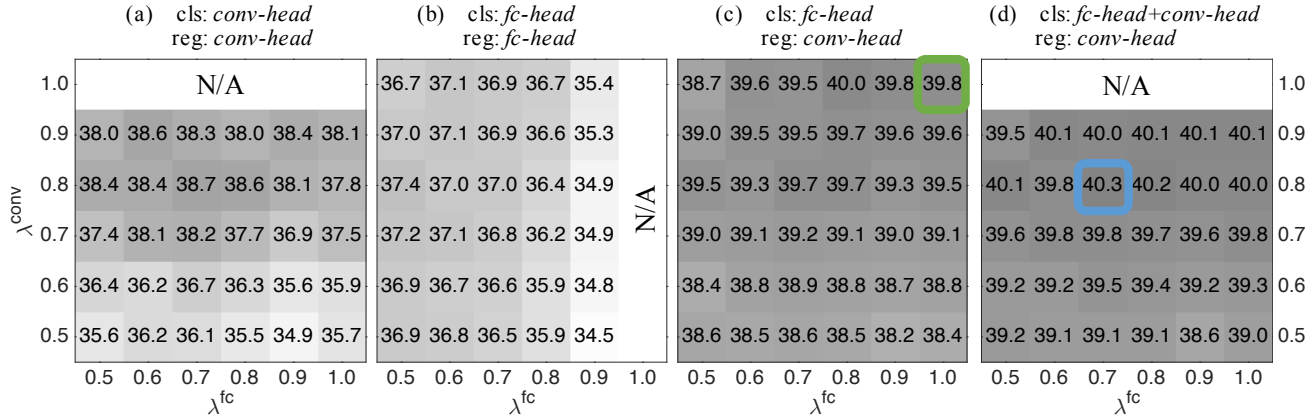 (a) cls: conv-head (b) cls: fc-head (c) cls: fc-head (d) cls: fc-head+conv-head
reg: conv-head reg: fc-head reg: conv-head reg: conv-head
1.0 N/A 36.7 37.1 36.9 36.7 35.4 38.7 39.6 39.5 40.0 39.8 39.8 N/A 1.0
0.9 38.0 38.6 38.3 38.0 38.4 38.1 37.0 37.1 36.9 36.6 35.3 39.0 39.5 39.5 39.7 39.6 39.6 39.5 40.1 40.0 40.1 40.1 40.1 0.9
0.8 38.4 38.4 38.7 38.6 38.1 37.8 37.4 37.0 37.0 36.4 34.9 39.5 39.3 39.7 39.7 39.3 39.5 40.1 39.8 40.3 40.2 40.0 40.0 0.8
λconv
N/A
0.7 37.4 38.1 38.2 37.7 36.9 37.5 37.2 37.1 36.8 36.2 34.9 39.0 39.1 39.2 39.1 39.0 39.1 39.6 39.8 39.8 39.7 39.6 39.8 0.7
0.6 36.4 36.2 36.7 36.3 35.6 35.9 36.9 36.7 36.6 35.9 34.8 38.4 38.8 38.9 38.8 38.7 38.8 39.2 39.2 39.5 39.4 39.2 39.3 0.6
0.5 35.6 36.2 36.1 35.5 34.9 35.7 36.9 36.8 36.5 35.9 34.5 38.6 38.5 38.6 38.5 38.2 38.4 39.2 39.1 39.1 39.1 38.6 39.0 0.5
0.5 0.6 0.7 0.8 0.9 1.0 0.5 0.6 0.7 0.8 0.9 1.0 0.5 0.6 0.7 0.8 0.9 1.0 0.5 0.6 0.7 0.8 0.9 1.0
λfc λfc λfc λfc